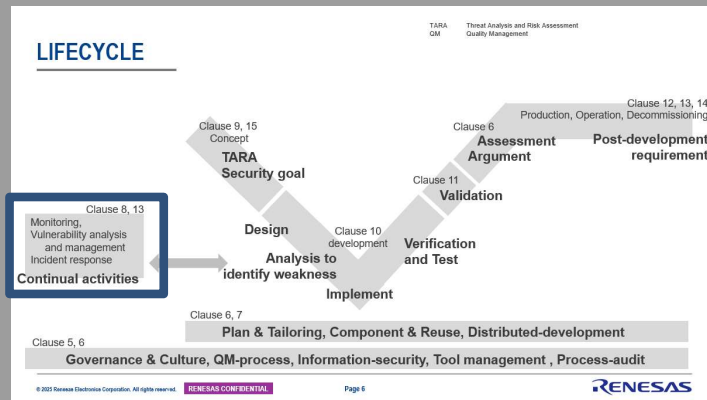 TARA Threat Analysis and Risk Assessment
QM Quality Management
LIFECYCLE
Clause 9, 15
Concept
TARA
Security goal
Clause 8, 13
Monitoring,
Vulnerability analysis
and management
Incident response
Continual activities
Design
Analysis to
identify weakness
Clause 10
development
Implement
Verification
and Test
Clause 11
Validation
Clause 6
Assessment
Argument
Clause 12, 13, 14
Production, Operation, Decommissioning
Post-development
requirement
Clause 6, 7
Plan & Tailoring, Component & Reuse, Distributed-development
Clause 5, 6
Governance & Culture, QM-process, Information-security, Tool management , Process-audit
© 2025 Renesas Electronics Corporation. All rights reserved. RENESAS CONFIDENTIAL Page 6 RENESAS